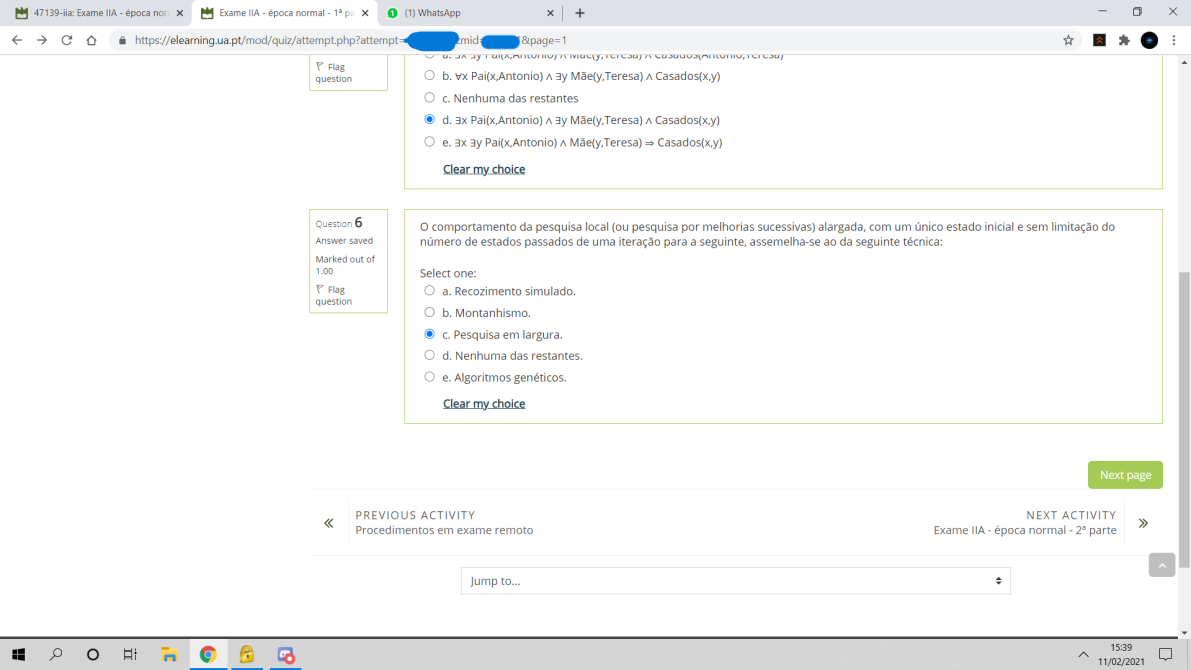 47139-iia: Exame IIA - época nor
Exame IIA - época normal - 1ª pa
(1) WhatsApp
https://elearning.ua.pt/mod/quiz/attempt.php?attempt=
&page=1
Flag
question
a. ∃x ∃y Pai(x,Antonio) ∧ Mãe(y,Teresa) ∧ Casados(Antonio,Teresa)
b. ∀x Pai(x,Antonio) ∧ ∃y Mãe(y,Teresa) ∧ Casados(x,y)
c. Nenhuma das restantes
d. ∃x Pai(x,Antonio) ∧ ∃y Mãe(y,Teresa) ∧ Casados(x,y)
e. ∃x ∃y Pai(x,Antonio) ∧ Mãe(y,Teresa) ⇒ Casados(x,y)
Clear my choice
Question 6
Answer saved
Marked out of
1.00
Flag
question
O comportamento da pesquisa local (ou pesquisa por melhorias sucessivas) alargada, com um único estado inicial e sem limitação do
número de estados passados de uma iteração para a seguinte, assemelha-se ao da seguinte técnica:
Select one:
a. Recozimento simulado.
b. Montanhismo.
c. Pesquisa em largura.
d. Nenhuma das restantes.
e. Algoritmos genéticos.
Clear my choice
Next page
PREVIOUS ACTIVITY
Procedimentos em exame remoto
NEXT ACTIVITY
Exame IIA - época normal - 2ª parte
Jump to...
15:39
11/02/2021